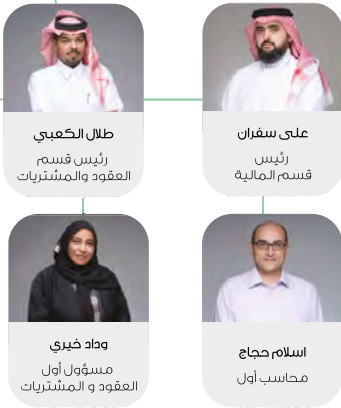 علي سفران
رئيس
قسم المالية
طلال الكعبي
رئيس قسم
العقود والمشتريات
اسلام حجاج
محاسب أول
وداد خيري
مسؤول أول
العقود و المشتريات